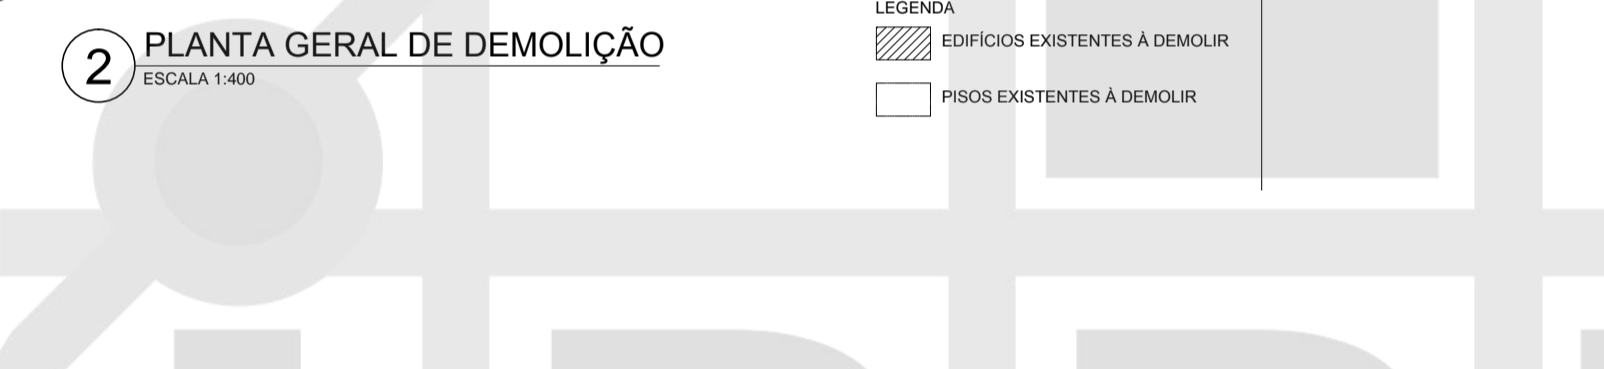 2
PLANTA GERAL DE DEMOLIÇÃO
ESCALA 1:400
LEGENDA
EDIFÍCIOS EXISTENTES À DEMOLIR
PISOS EXISTENTES À DEMOLIR